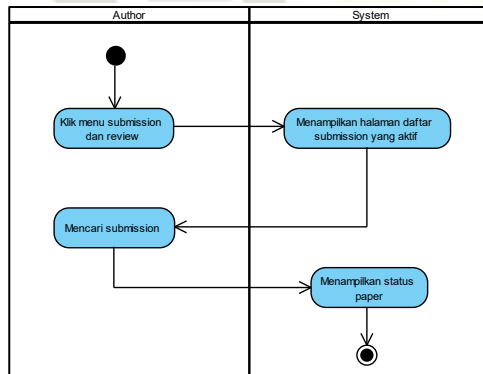 Author
System
Klik menu submission
dan review
Menampilkan halaman daftar
submission yang aktif
Mencari submission
Menampilkan status
paper